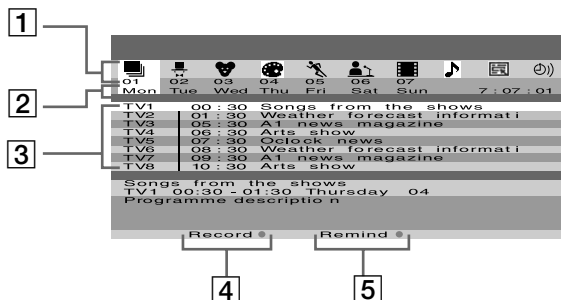 1
01 02 03 04 05 06 07
2
Mon Tue Wed Thu Fri Sat Sun 7 : 07 : 01
3
TV1 00 : 30 Songs from the shows
TV2 01 : 30 Weather forecast informati
TV3 05 : 30 A1 news magazine
TV4 06 : 30 Arts show
TV5 07 : 30 Oclock news
TV6 08 : 30 Weather forecast informati
TV7 09 : 30 A1 news magazine
TV8 10 : 30 Arts show
Songs from the shows
TV1 00:30 - 01:30 Thursday 04
Programme descriptio n
Record Remind
4 5